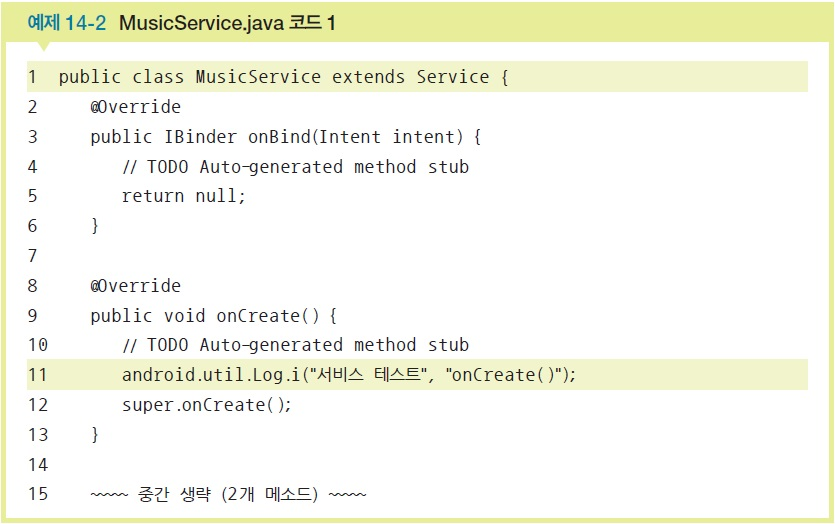 예제 14-2 MusicService.java 코드 1
1 public class MusicService extends Service {
2 @Override
3 public IBinder onBind(Intent intent) {
4 // TODO Auto-generated method stub
5 return null;
6 }
7
8 @Override
9 public void onCreate() {
10 // TODO Auto-generated method stub
11 android.util.Log.i("서비스 테스트", "onCreate()");
12 super.onCreate();
13 }
14
15 ~~~~~ 중간 생략 (2개 메소드) ~~~~~